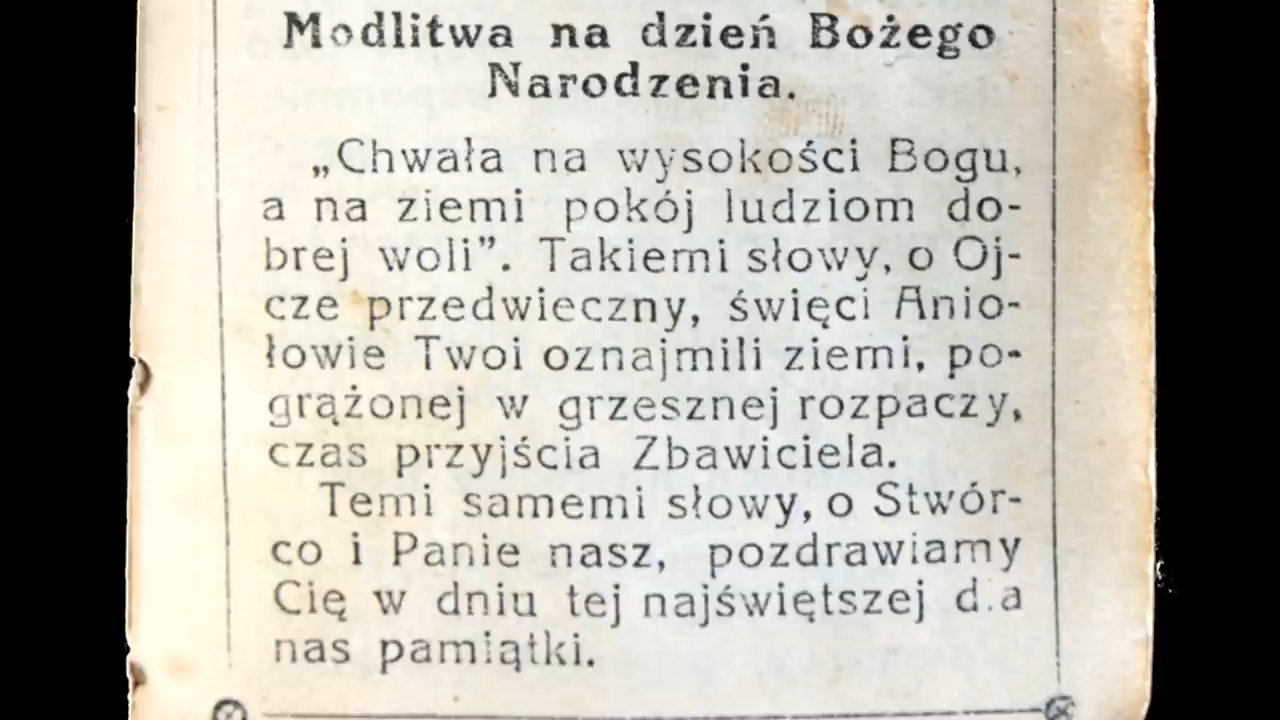 Modlitwa na dzień Bożego
Narodzenia.
„Chwała na wysokości Bogu,
a na ziemi pokój ludziom do-
brej woli”. Takiemi słowy, o Oj-
cze przedwieczny, święci Anio-
łowie Twoi oznajmili ziemi, po-
grążonej w grzesznej rozpaczy,
czas przyjścia Zbawiciela.
Temi samemi słowy, o Stwór-
co i Panie nasz, pozdrawiamy
Cię w dniu tej najświętszej d.a
nas pamiątki.